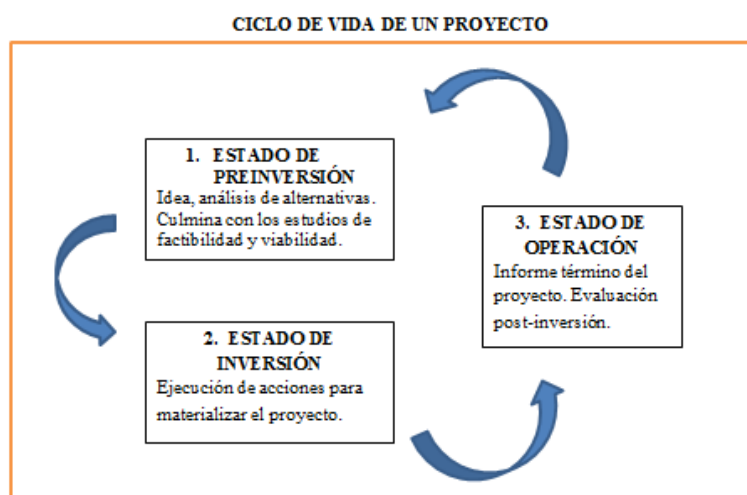 CICLO DE VIDA DE UN PROYECTO
1. ESTADO DE
PREINVERSIÓN
Idea, análisis de alternativas.
Culmina con los estudios de
factibilidad y viabilidad.
2. ESTADO DE
INVERSIÓN
Ejecución de acciones para
materializar el proyecto.
3. ESTADO DE
OPERACIÓN
Informe término del
proyecto. Evaluación
post-inversión.